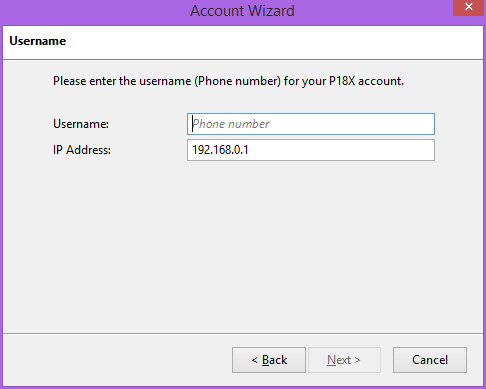 Account Wizard
Username
Please enter the username (Phone number) for your P18X account.
Username: Phone number
IP Address: 192.168.0.1
< Back Next > Cancel